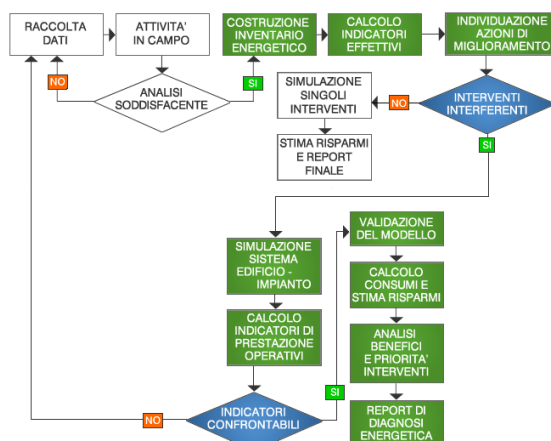 RACCOLTA
DATI
ATTIVITA'
IN CAMPO
COSTRUZIONE
INVENTARIO
ENERGETICO
CALCOLO
INDICATORI
EFFETTIVI
INDIVIDUAZIONE
AZIONI DI
MIGLIORAMENTO
NO
ANALISI
SODDISFACENTE
SI
SIMULAZIONE
SINGOLI
INTERVENTI
NO
INTERVENTI
INTERFERENTI
STIMA RISPARMI
E REPORT
FINALE
SI
SIMULAZIONE
SISTEMA
EDIFICIO -
IMPIANTO
VALIDAZIONE
DEL MODELLO
CALCOLO
CONSUMI E
STIMA RISPARMI
CALCOLO
INDICATORI DI
PRESTAZIONE
OPERATIVI
ANALISI
BENEFICI
E PRIORITA'
INTERVENTI
SI
NO
INDICATORI
CONFRONTABILI
REPORT DI
DIAGNOSI
ENERGETICA